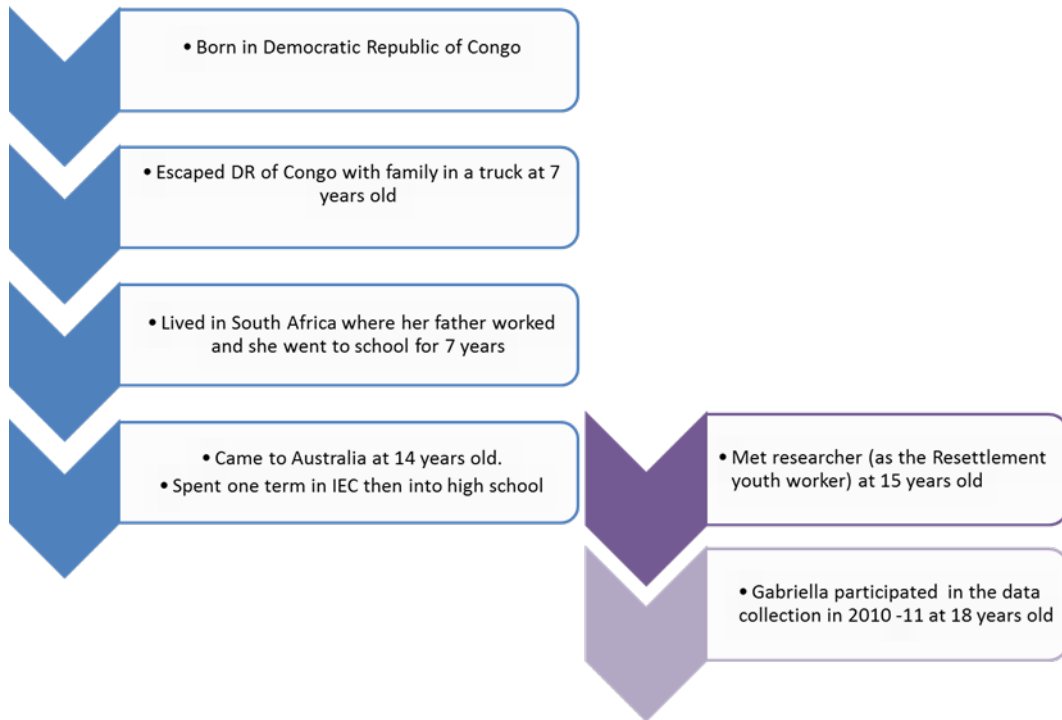 • Born in Democratic Republic of Congo
• Escaped DR of Congo with family in a truck at 7
years old
• Lived in South Africa where her father worked
and she went to school for 7 years
• Came to Australia at 14 years old.
• Spent one term in IEC then into high school
• Met researcher (as the Resettlement
youth worker) at 15 years old
• Gabriella participated in the data
collection in 2010 -11 at 18 years old